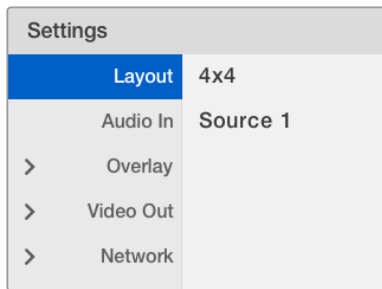 Settings
Layout 4x4
Audio In Source 1
Overlay
Video Out
Network